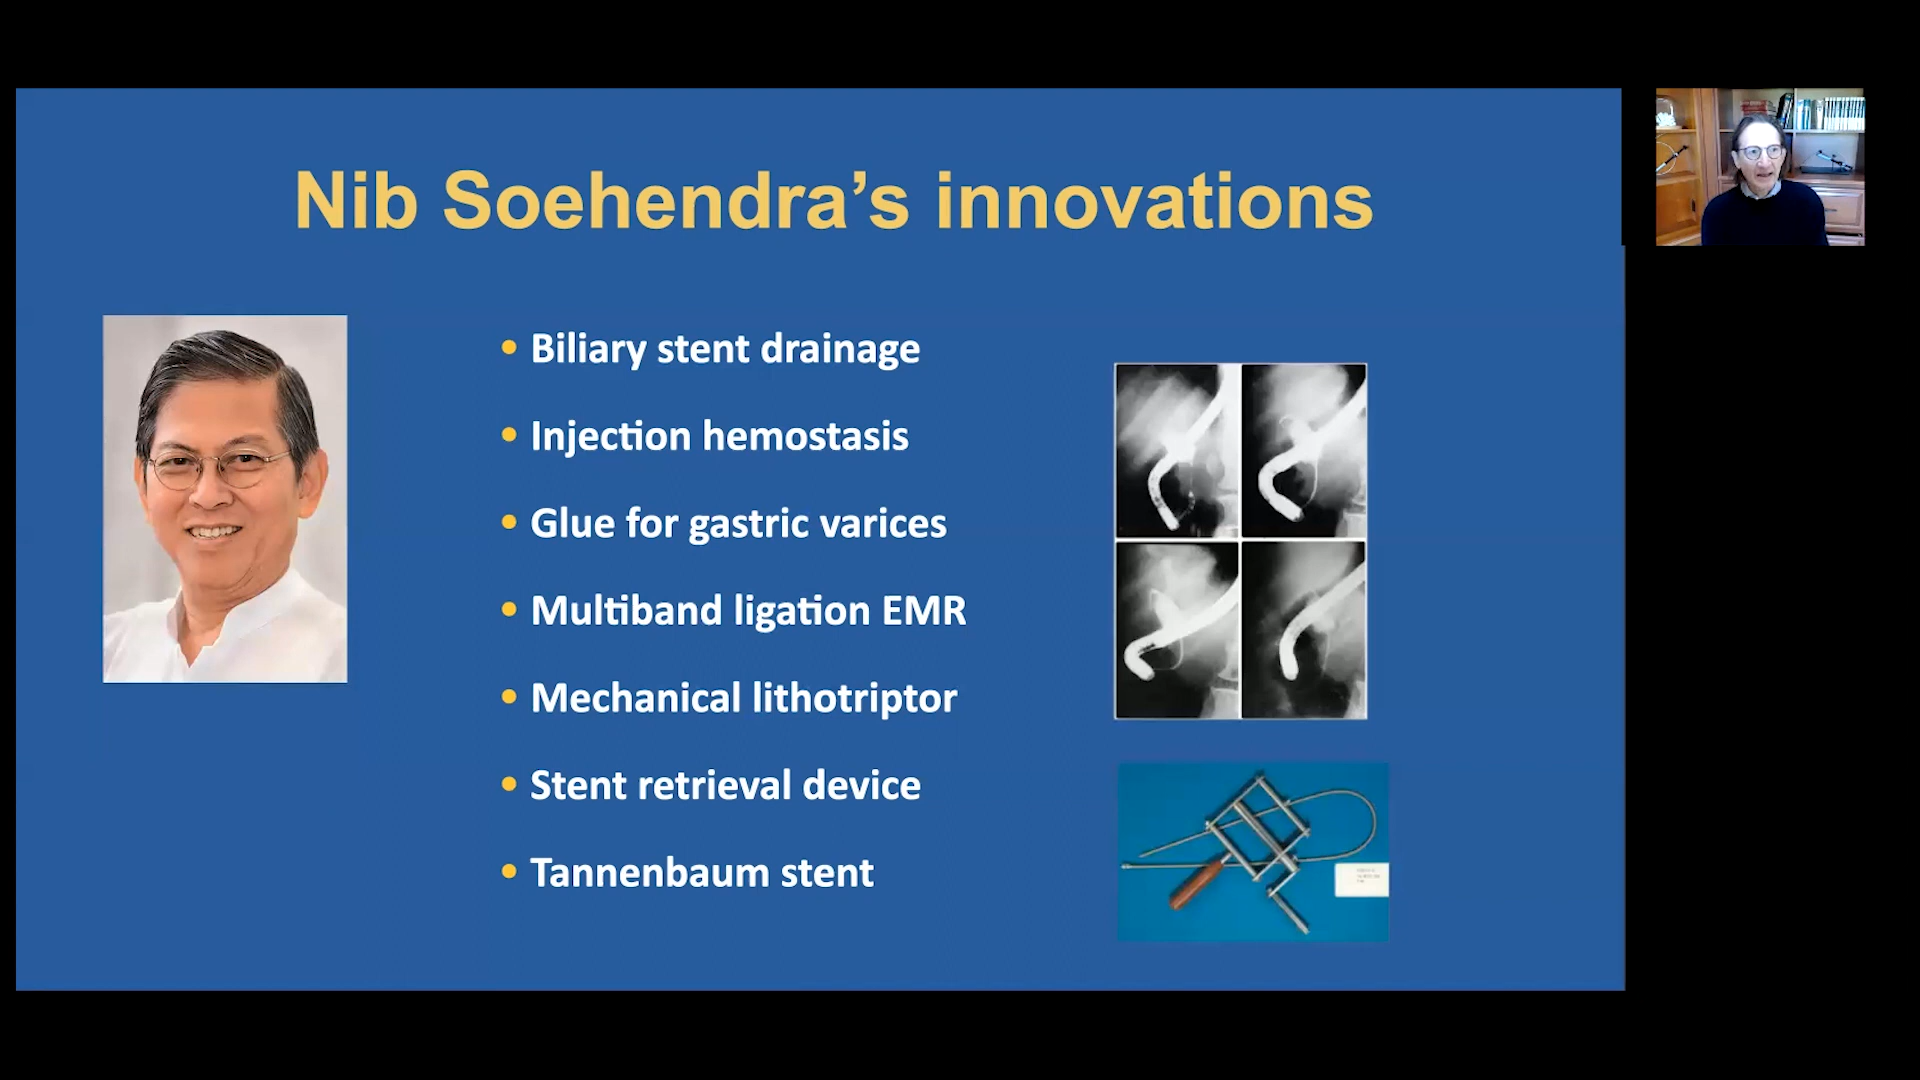 Nib Soehendra’s innovations
• Biliary stent drainage
• Injection hemostasis
• Glue for gastric varices
• Multiband ligation EMR
• Mechanical lithotriptor
• Stent retrieval device
• Tannenbaum stent